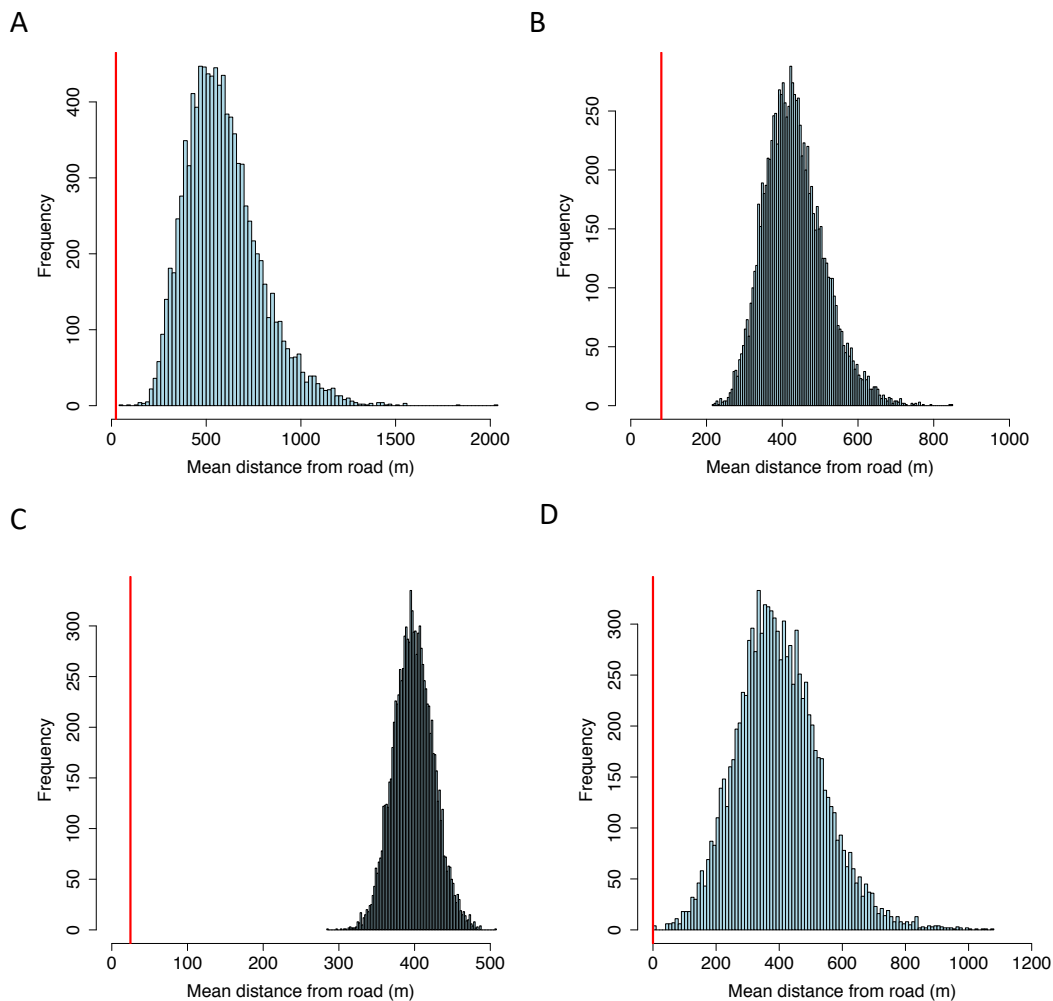 A
Frequency
0 100 200 300 400
0 500 1000 1500 2000
Mean distance from road (m)
B
Frequency
0 50 100 150 200 250
0 200 400 600 800 1000
Mean distance from road (m)
C
Frequency
0 50 100 150 200 250 300
0 100 200 300 400 500
Mean distance from road (m)
D
Frequency
0 50 100 150 200 250 300
0 200 400 600 800 1000 1200
Mean distance from road (m)